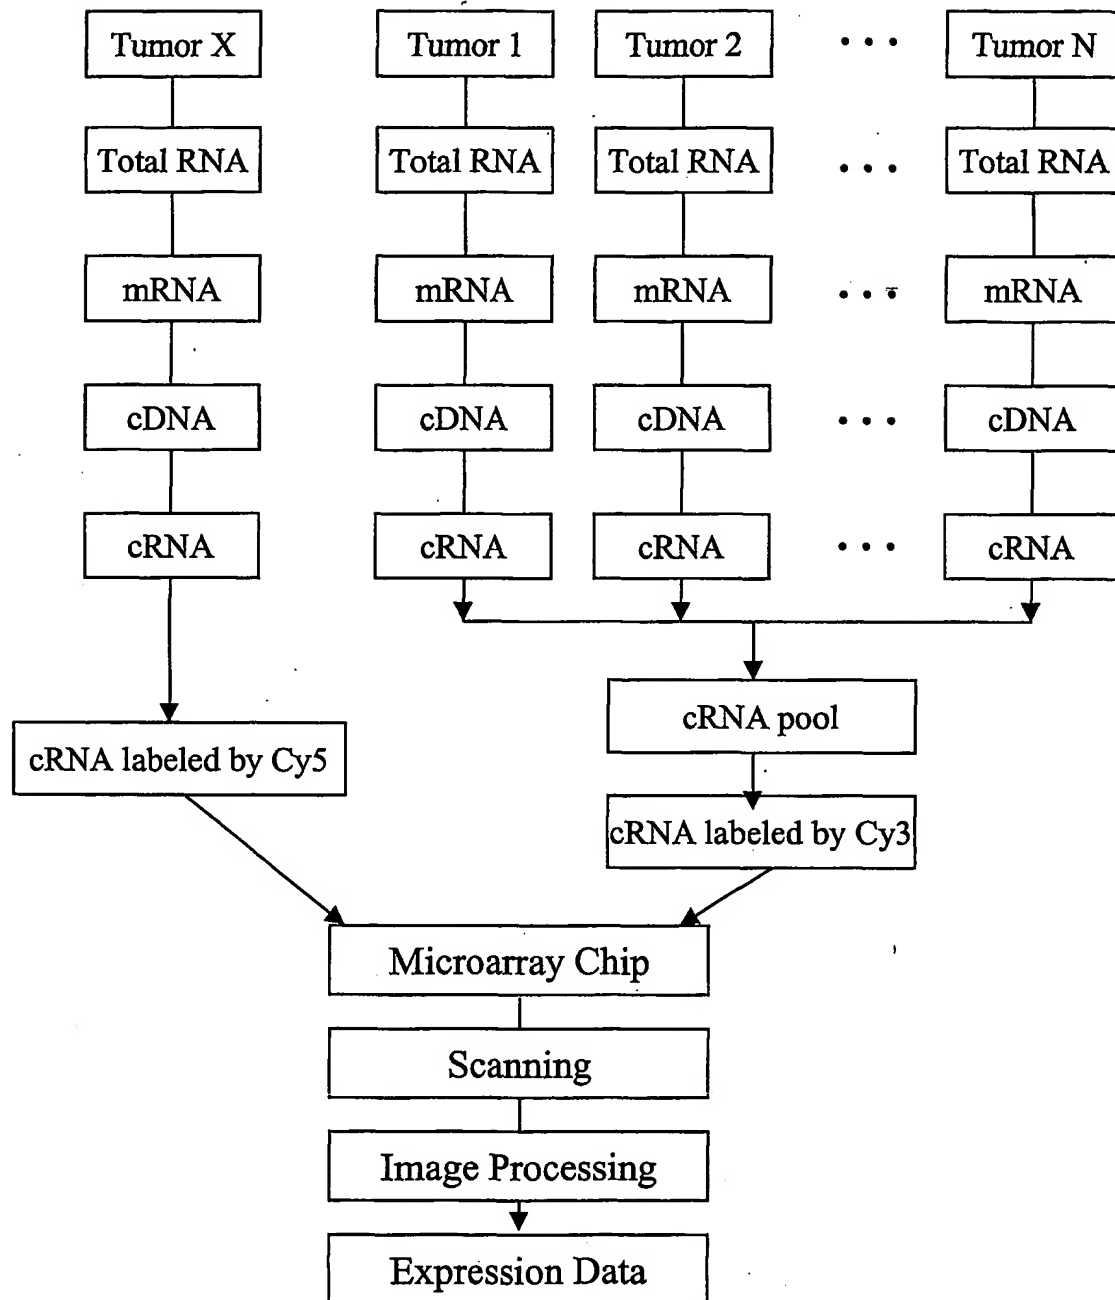 Tumor X Tumor 1 Tumor 2 • • • Tumor N
Total RNA Total RNA Total RNA • • • Total RNA
mRNA mRNA mRNA • • • mRNA
cDNA cDNA cDNA • • • cDNA
cRNA cRNA cRNA • • • cRNA
cRNA pool
cRNA labeled by Cy5
cRNA labeled by Cy3
Microarray Chip
Scanning
Image Processing
Expression Data